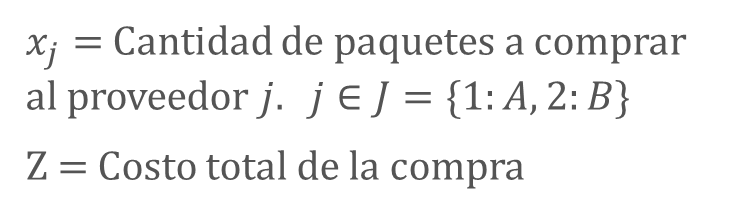 𝑥ⱼ = Cantidad de paquetes a comprar
al proveedor 𝑗. 𝑗 ∈ 𝐽 = {1: 𝐴, 2: 𝐵}
Z = Costo total de la compra